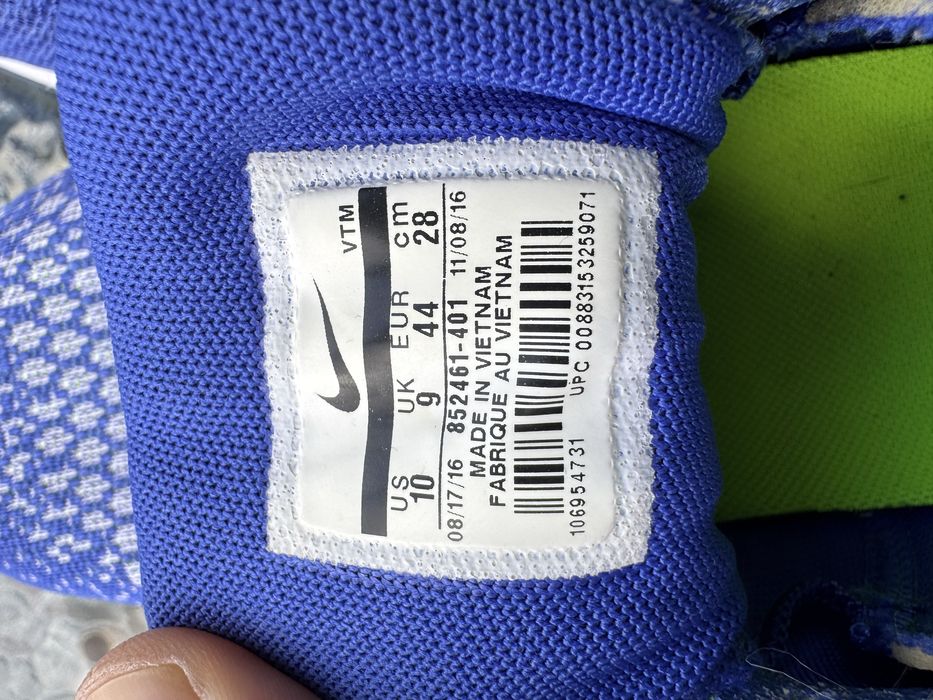 VTM
US UK EUR cm
10 9 44 28
08/17/16 852461-401 11/08/16
MADE IN VIETNAM
FABRIQUE AU VIETNAM
106954731 UPC 00883153259071